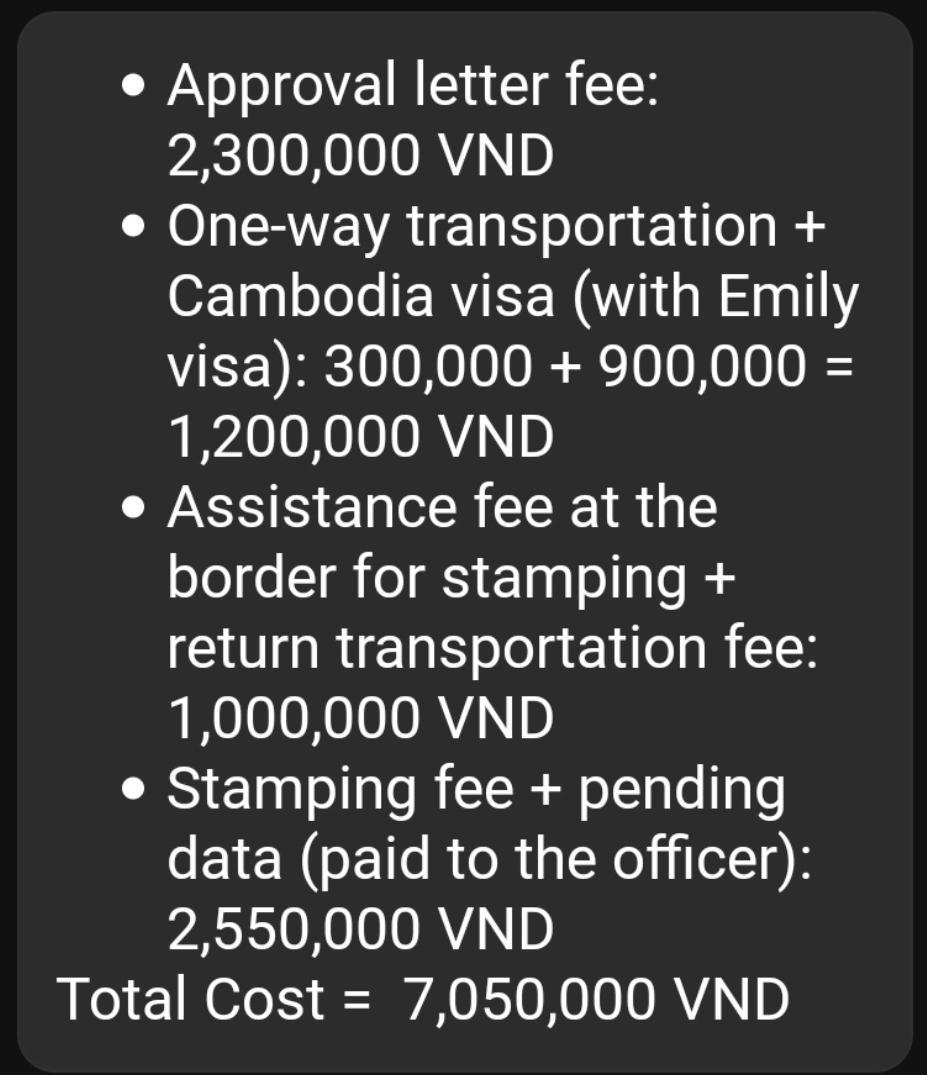 • Approval letter fee:
2,300,000 VND
• One-way transportation +
Cambodia visa (with Emily
visa): 300,000 + 900,000 =
1,200,000 VND
• Assistance fee at the
border for stamping +
return transportation fee:
1,000,000 VND
• Stamping fee + pending
data (paid to the officer):
2,550,000 VND
Total Cost = 7,050,000 VND